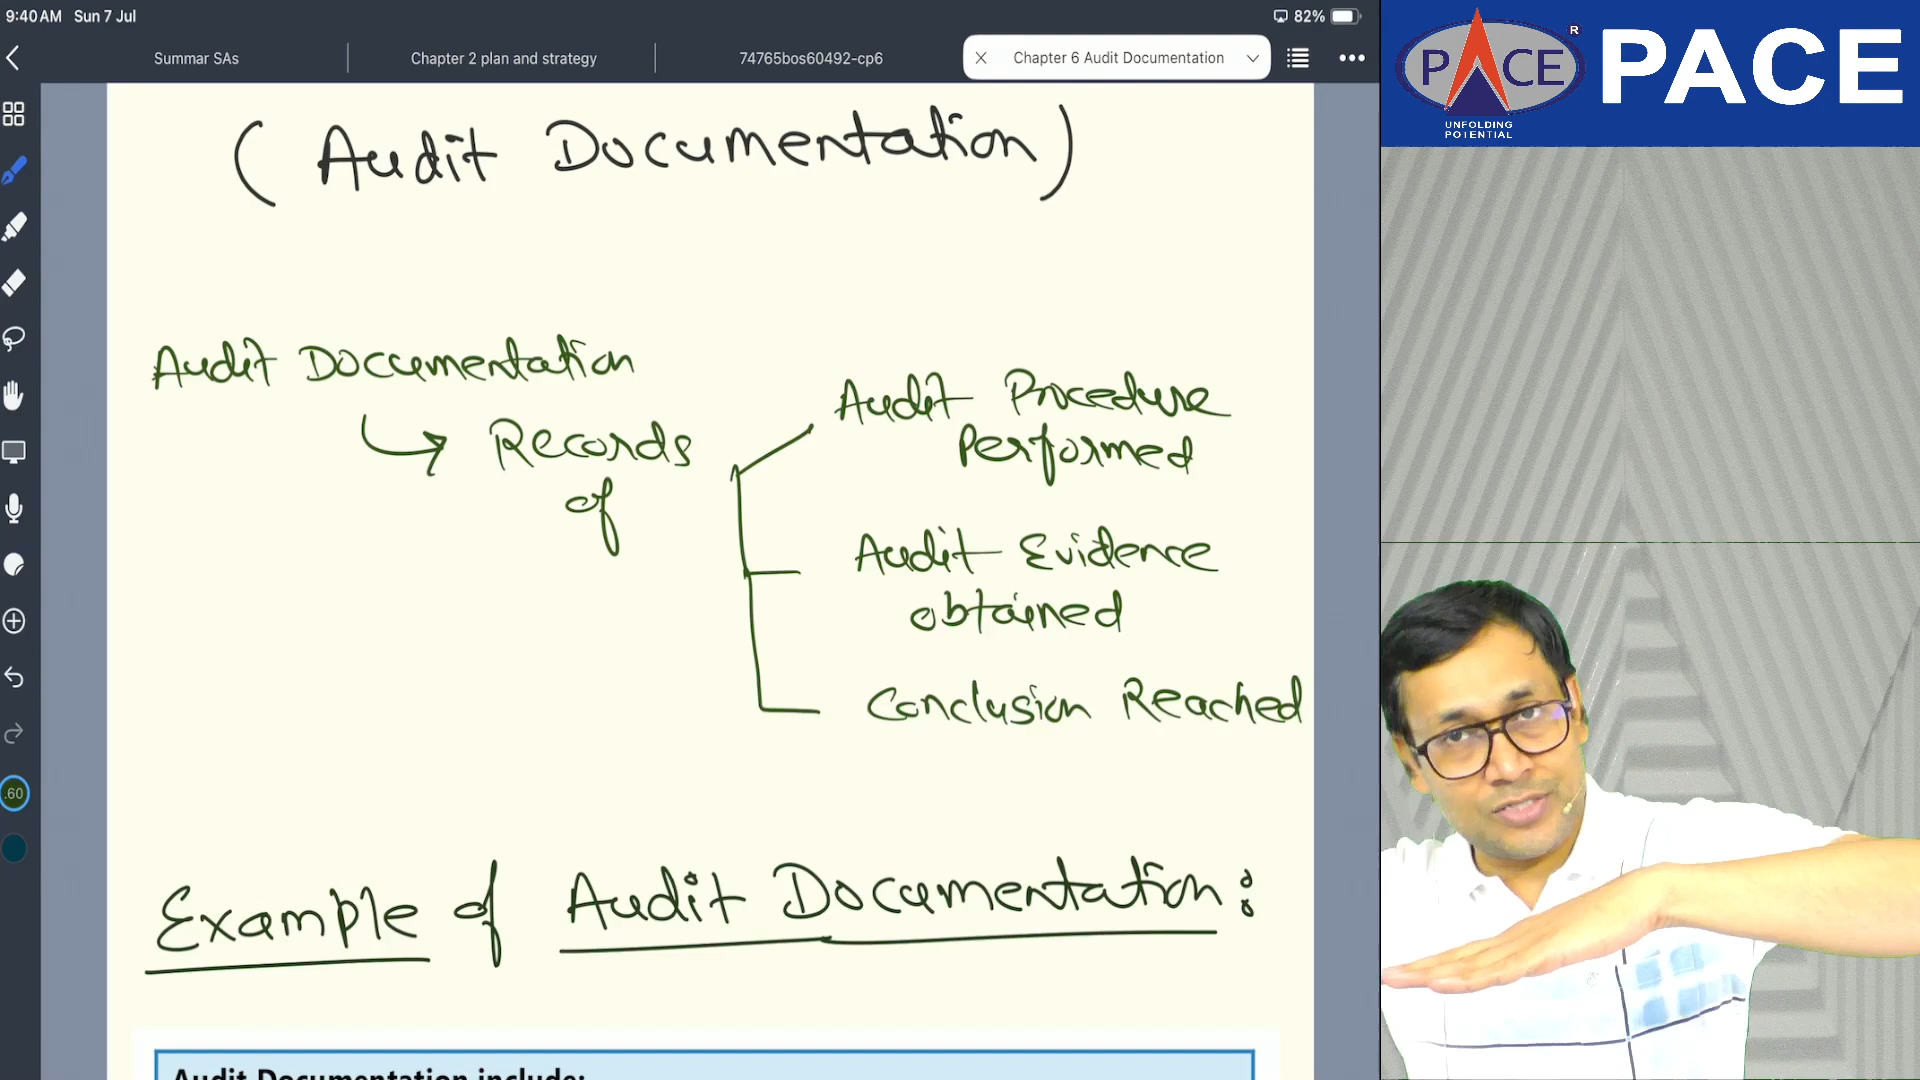 9:40 AM Sun 7 Jul
82%
Summar SAs
Chapter 2 plan and strategy
74765bos60492-cp6
Chapter 6 Audit Documentation
PACE
UNFOLDING
POTENTIAL
®
PACE
(Audit Documentation)
Audit Documentation
Records
of
Audit Procedure
Performed
Audit Evidence
obtained
Conclusion Reached
.60
Example of Audit Documentation:
Audit Documentation include: